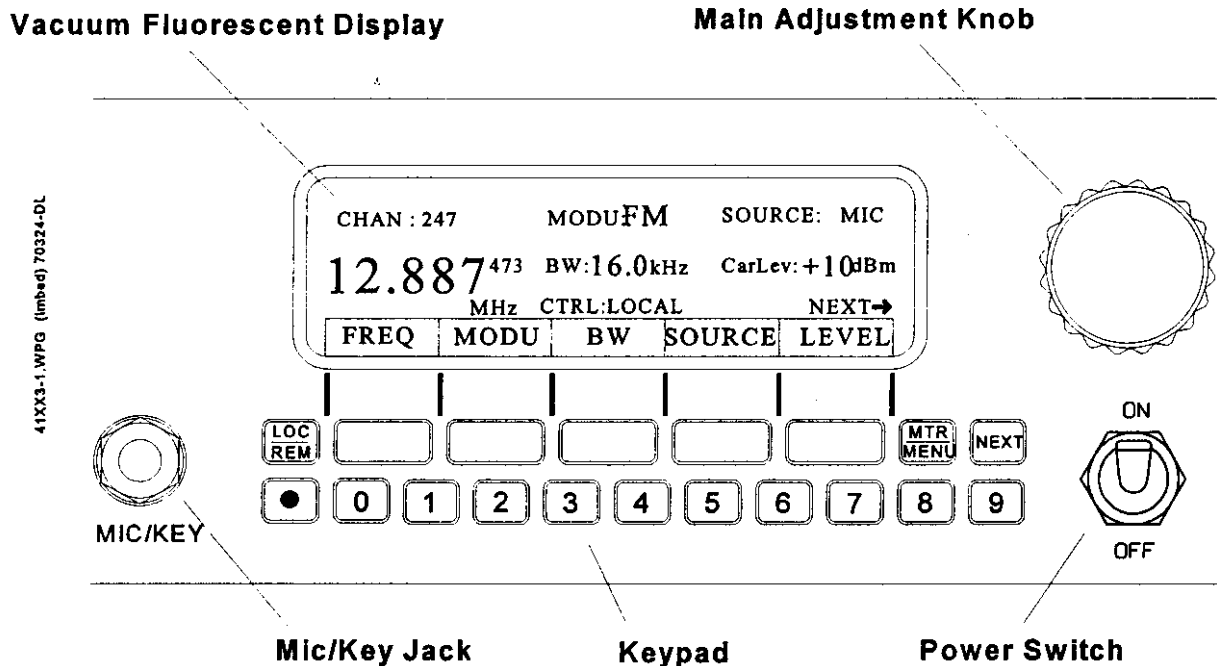 Vacuum Fluorescent Display
Main Adjustment Knob
41XX3-1.WPG (Imbed) 70324-DL
CHAN : 247 MODU:FM SOURCE: MIC
12.887473 BW:16.0kHz CarLev:+10dBm
MHz CTRL:LOCAL NEXT→
FREQ MODU BW SOURCE LEVEL
ON
LOC
REM
MTR
MENU
NEXT
● 0 1 2 3 4 5 6 7 8 9
MIC/KEY
OFF
Mic/Key Jack
Keypad
Power Switch